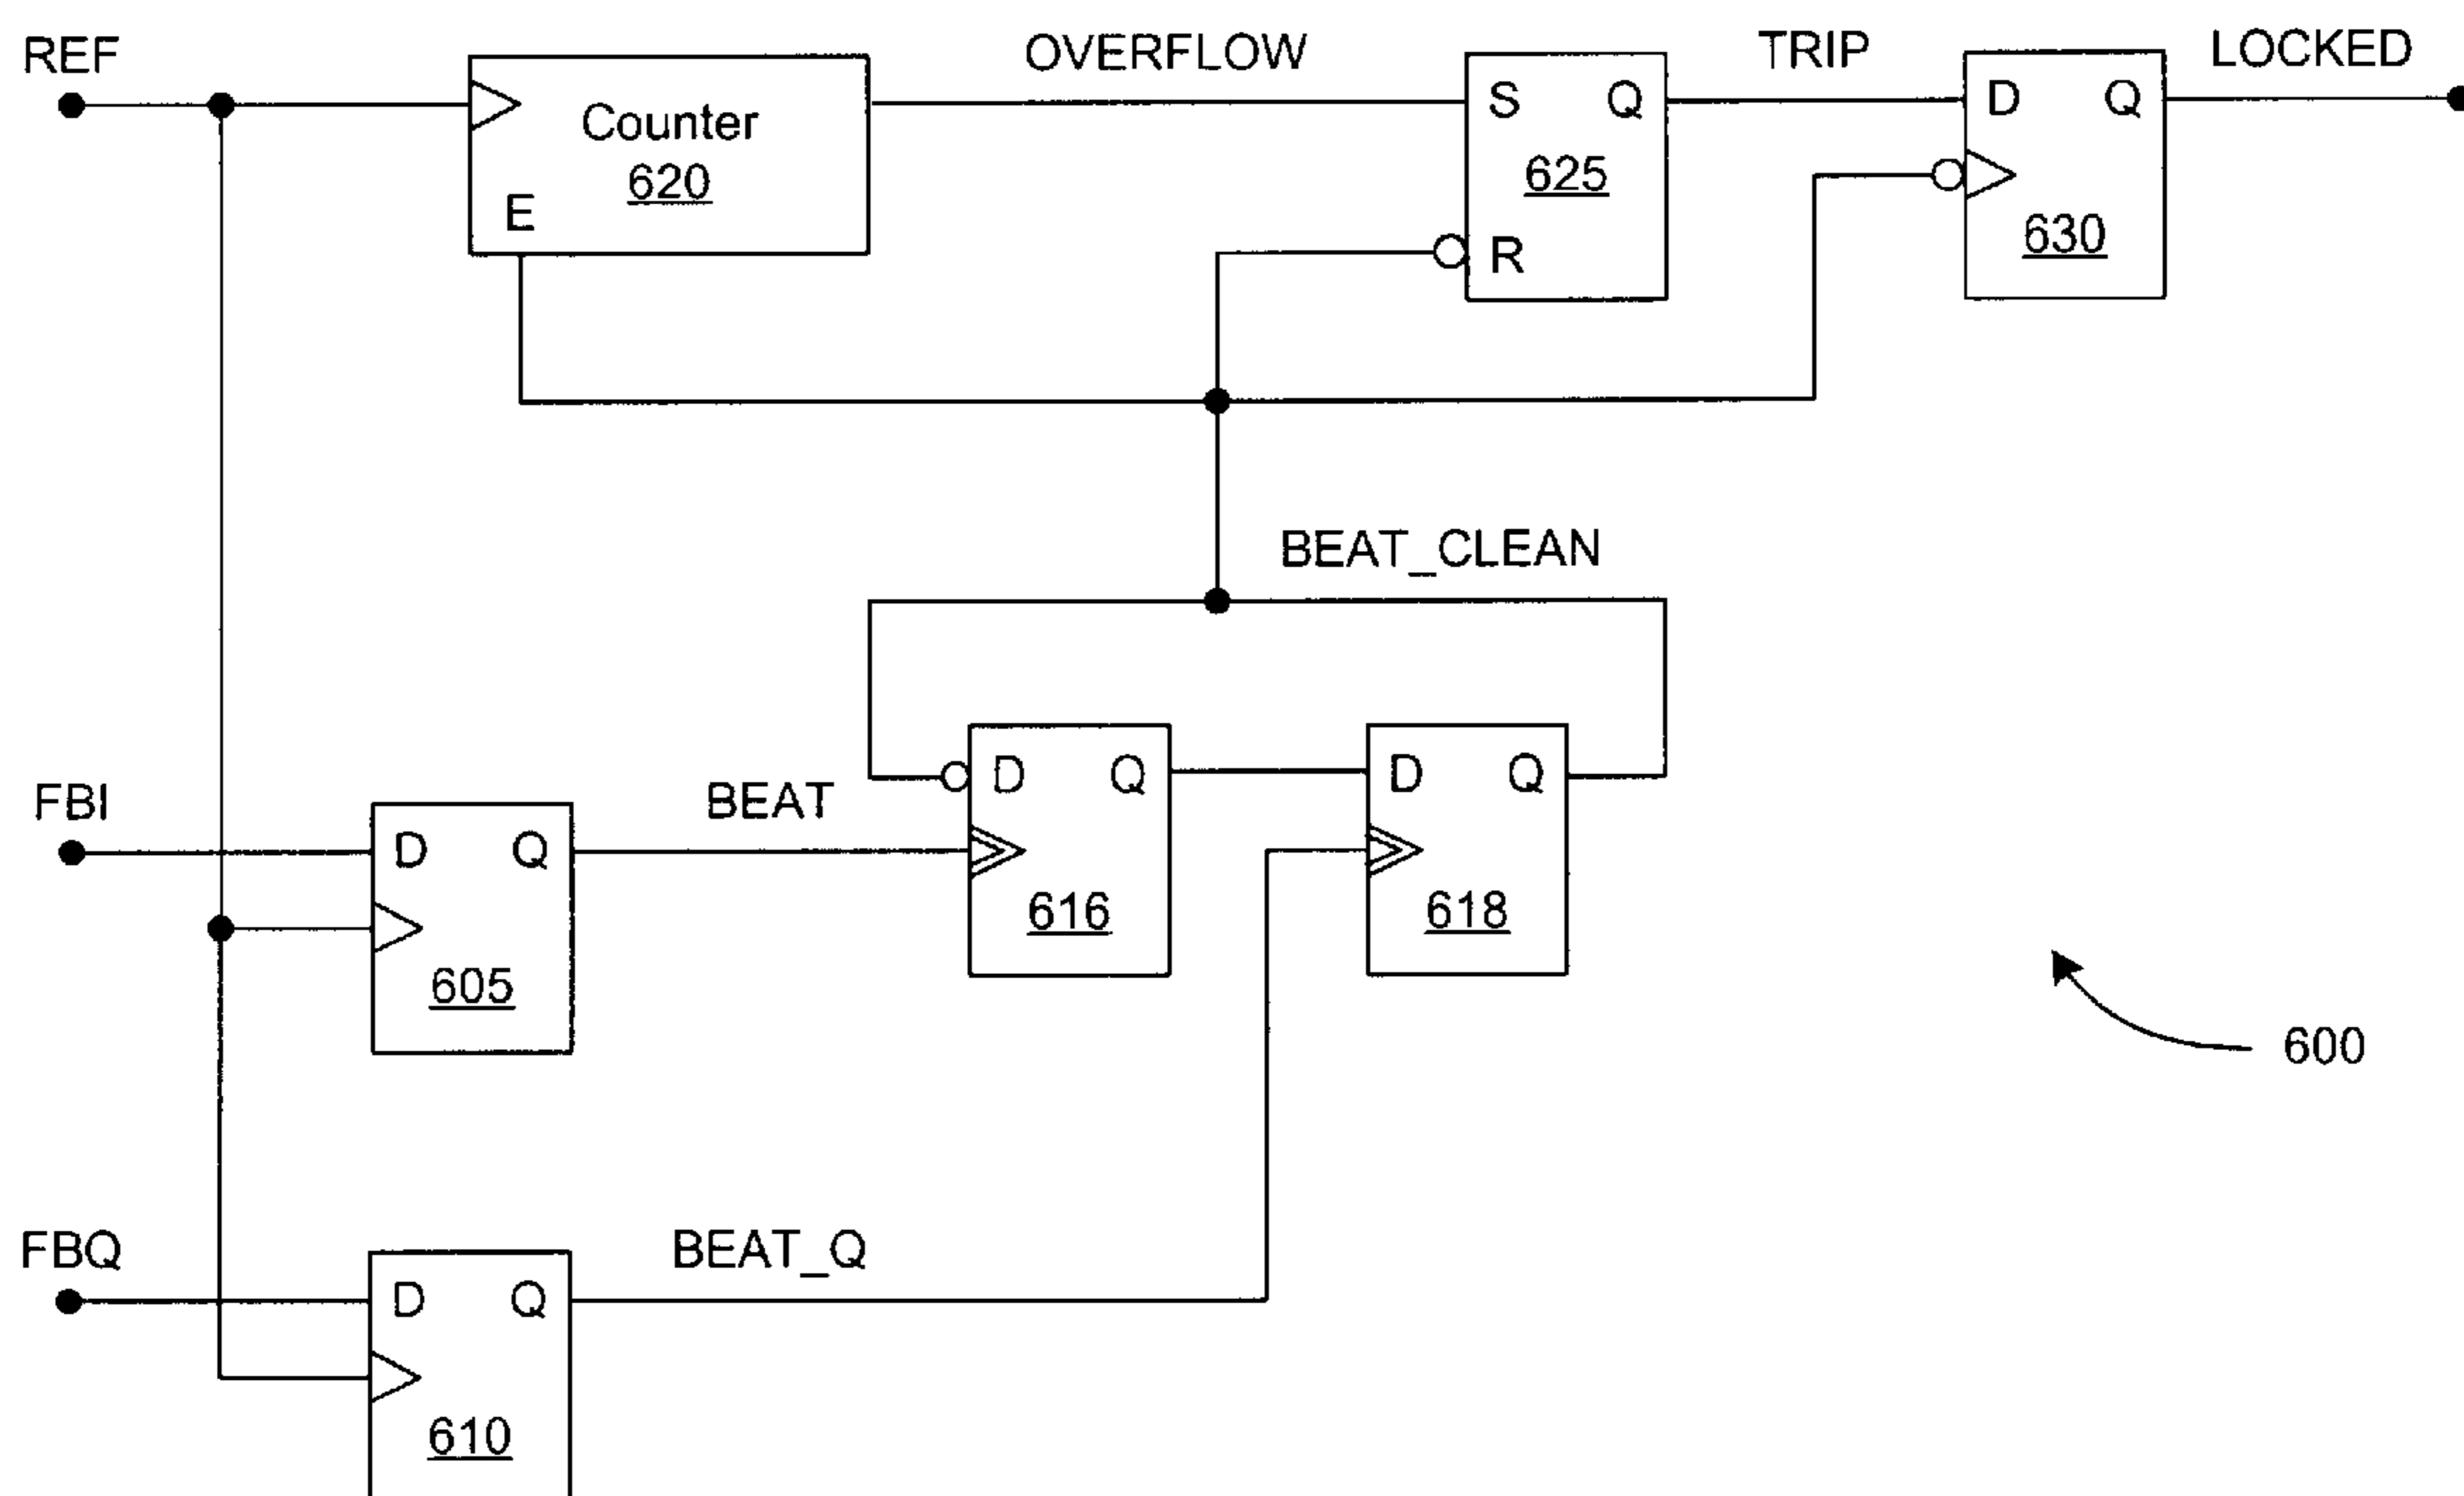 REF
OVERFLOW
TRIP
LOCKED
Counter
620
E
S Q
625
R
D Q
630
BEAT_CLEAN
FBI
BEAT
D Q
605
D Q
616
D Q
618
600
FBQ
BEAT_Q
D Q
610